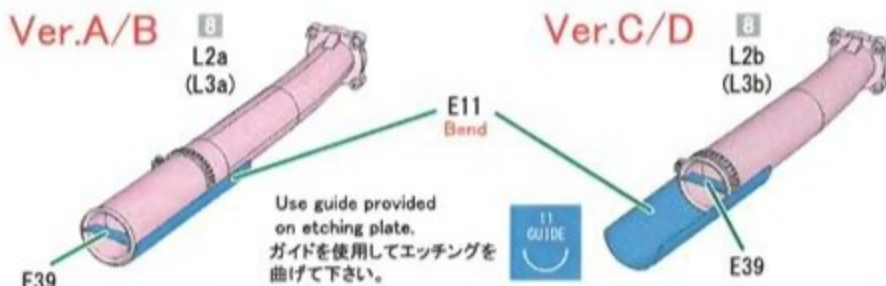 Ver.A/B
8
L2a
(L3a)
Ver.C/D
8
L2b
(L3b)
E11
Bend
Use guide provided
on etching plate.
ガイドを使用してエッチングを
曲げて下さい。
11
GUIDE
E39
E39